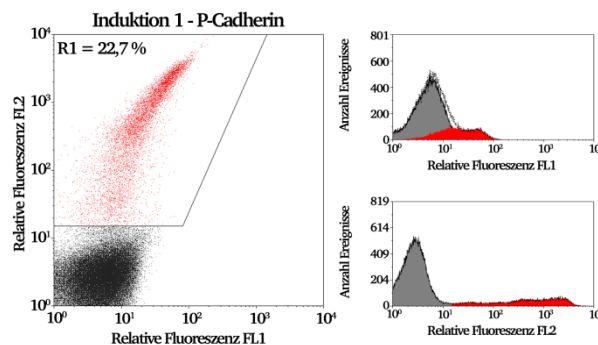 Induktion 1 - P-Cadherin
R1 = 22,7 %
10⁴
10³
10²
10¹
10⁰
Relative Fluoreszenz FL2
10⁰ 10¹ 10² 10³ 10⁴
Relative Fluoreszenz FL1
801
600
400
200
0
Anzahl Ereignisse
10⁰ 10¹ 10² 10³ 10⁴
Relative Fluoreszenz FL1
819
614
409
204
0
Anzahl Ereignisse
10⁰ 10¹ 10² 10³ 10⁴
Relative Fluoreszenz FL2